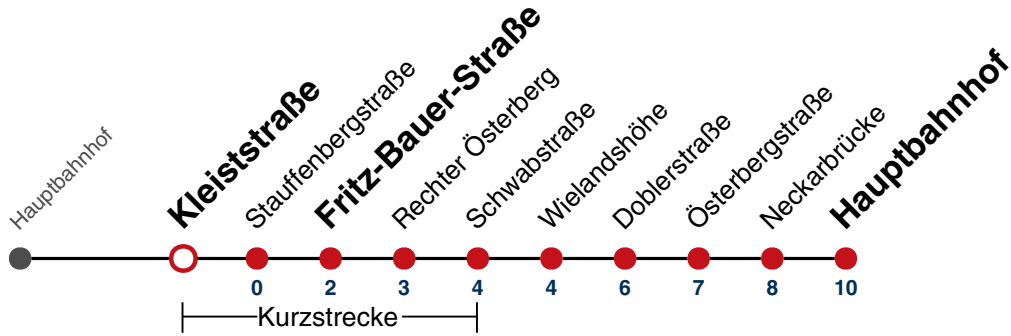 Hauptbahnhof
Kleiststraße
Stauffenbergstraße
Fritz-Bauer-Straße
Rechter Österberg
Schwabstraße
Wielandshöhe
Doblerstraße
Österbergstraße
Neckarbrücke
Hauptbahnhof
0 2 3 4 4 6 7 8 10
Kurzstrecke